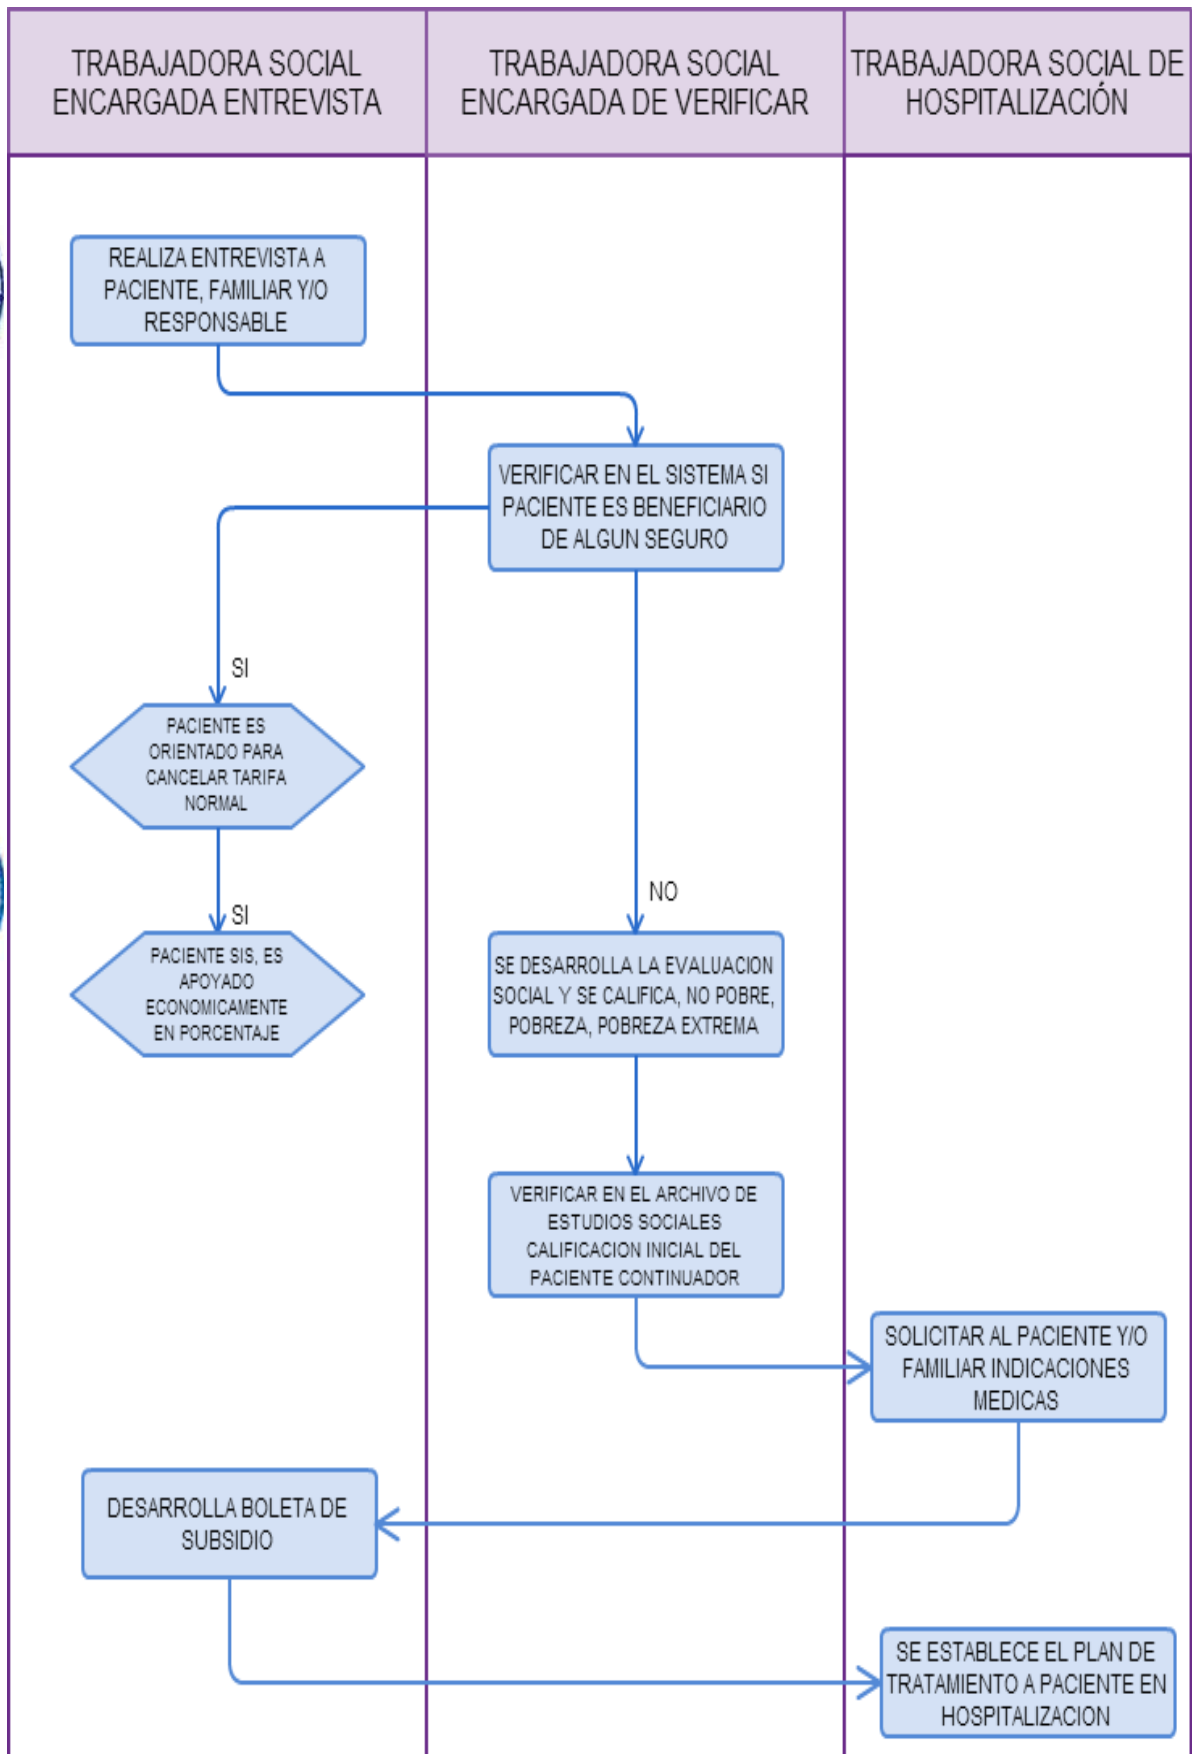 TRABAJADORA SOCIAL
ENCARGADA ENTREVISTA
TRABAJADORA SOCIAL
ENCARGADA DE VERIFICAR
TRABAJADORA SOCIAL DE
HOSPITALIZACIÓN
REALIZA ENTREVISTA A
PACIENTE, FAMILIAR Y/O
RESPONSABLE
VERIFICAR EN EL SISTEMA SI
PACIENTE ES BENEFICIARIO
DE ALGUN SEGURO
SI
PACIENTE ES
ORIENTADO PARA
CANCELAR TARIFA
NORMAL
SI
PACIENTE SIS, ES
APOYADO
ECONOMICAMENTE
EN PORCENTAJE
NO
SE DESARROLLA LA EVALUACION
SOCIAL Y SE CALIFICA, NO POBRE,
POBREZA, POBREZA EXTREMA
VERIFICAR EN EL ARCHIVO DE
ESTUDIOS SOCIALES
CALIFICACION INICIAL DEL
PACIENTE CONTINUADOR
SOLICITAR AL PACIENTE Y/O
FAMILIAR INDICACIONES
MEDICAS
DESARROLLA BOLETA DE
SUBSIDIO
SE ESTABLECE EL PLAN DE
TRATAMIENTO A PACIENTE EN
HOSPITALIZACION